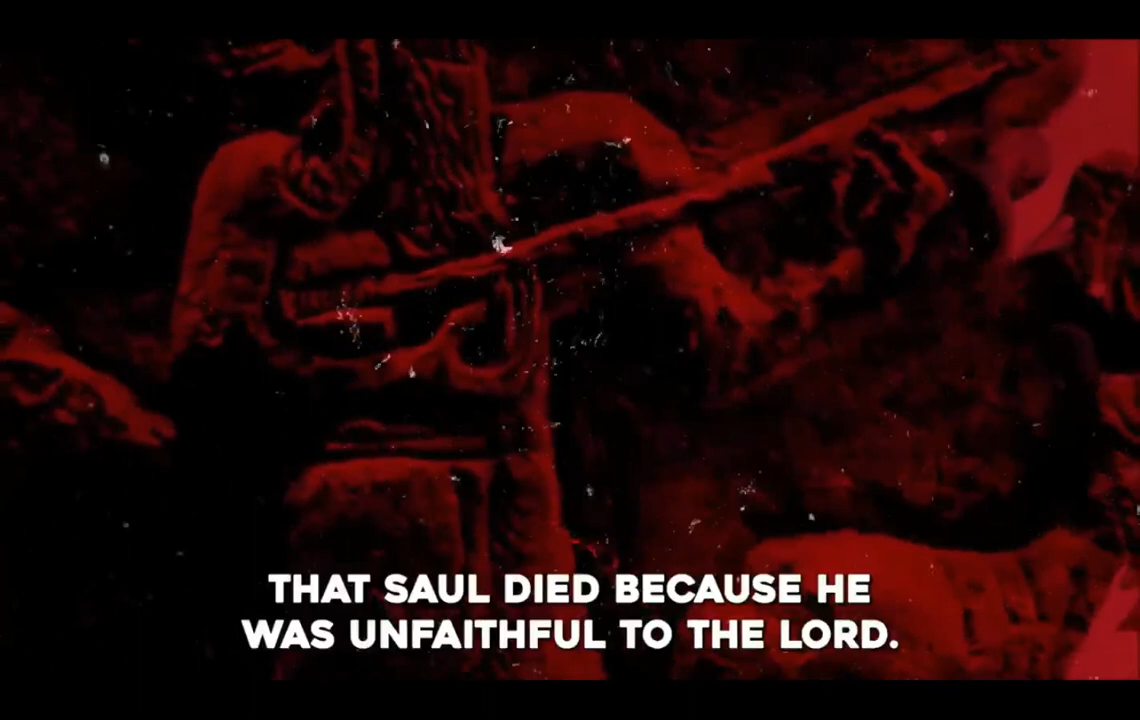 THAT SAUL DIED BECAUSE HE
WAS UNFAITHFUL TO THE LORD.